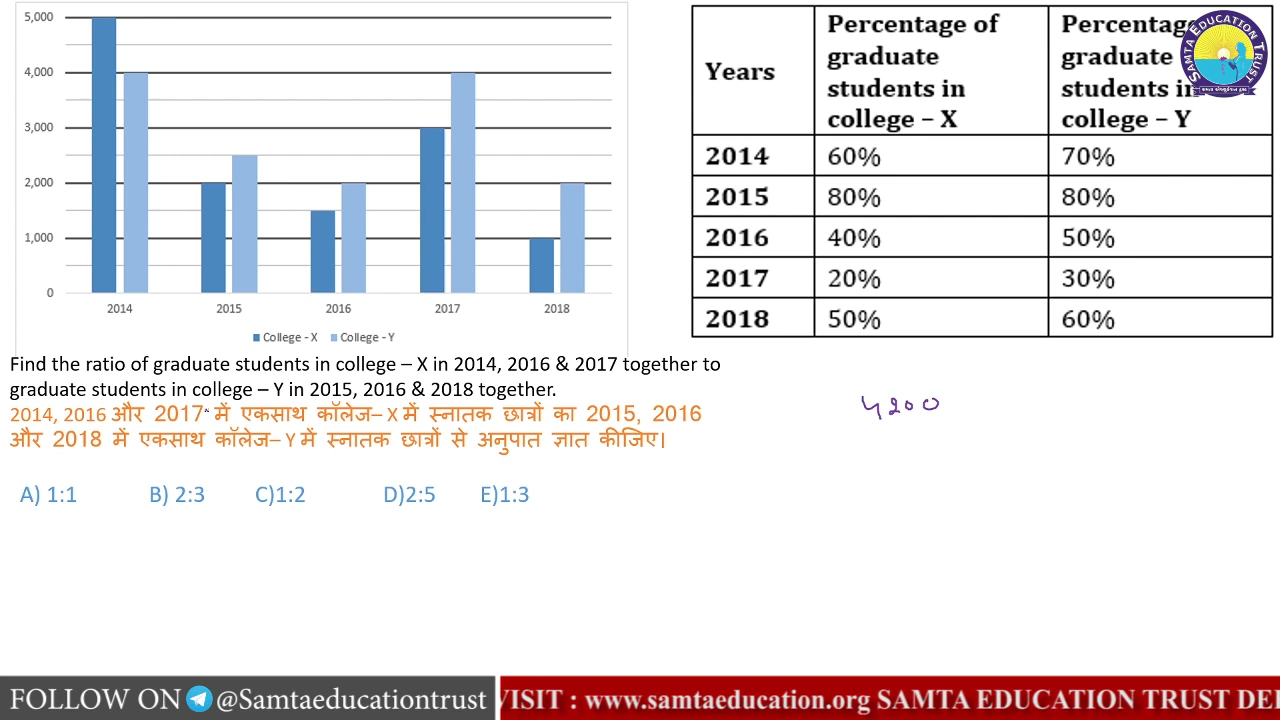 5,000
4,000
3,000
2,000
1,000
0
2014 2015 2016 2017 2018
College - X College - Y
Years Percentage of graduate students in college – X graduate students in college – Y
2014 60% 70%
2015 80% 80%
2016 40% 50%
2017 20% 30%
2018 50% 60%
SAMTA EDUCATION TRUST
Find the ratio of graduate students in college – X in 2014, 2016 & 2017 together to
graduate students in college – Y in 2015, 2016 & 2018 together.
2014, 2016 और 2017 में एकसाथ कॉलेज– X में स्नातक छात्रों का 2015, 2016
और 2018 में एकसाथ कॉलेज– Y में स्नातक छात्रों से अनुपात ज्ञात कीजिए।
4200
A) 1:1 B) 2:3 C)1:2 D)2:5 E)1:3
FOLLOW ON @Samtaeducationtrust
VISIT : www.samtaeducation.org SAMTA EDUCATION TRUST DEL